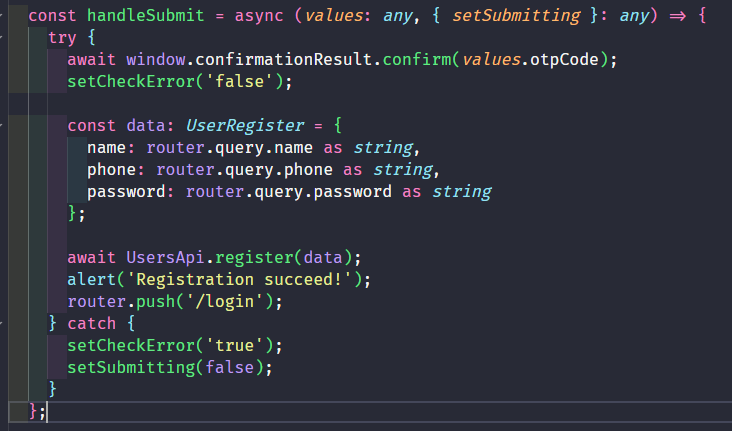 const handleSubmit = async (values: any, { setSubmitting }: any) => {
try {
await window.confirmationResult.confirm(values.otpCode);
setCheckError('false');
const data: UserRegister = {
name: router.query.name as string,
phone: router.query.phone as string,
password: router.query.password as string
};
await UsersApi.register(data);
alert('Registration succeed!');
router.push('/login');
} catch {
setCheckError('true');
setSubmitting(false);
}
};